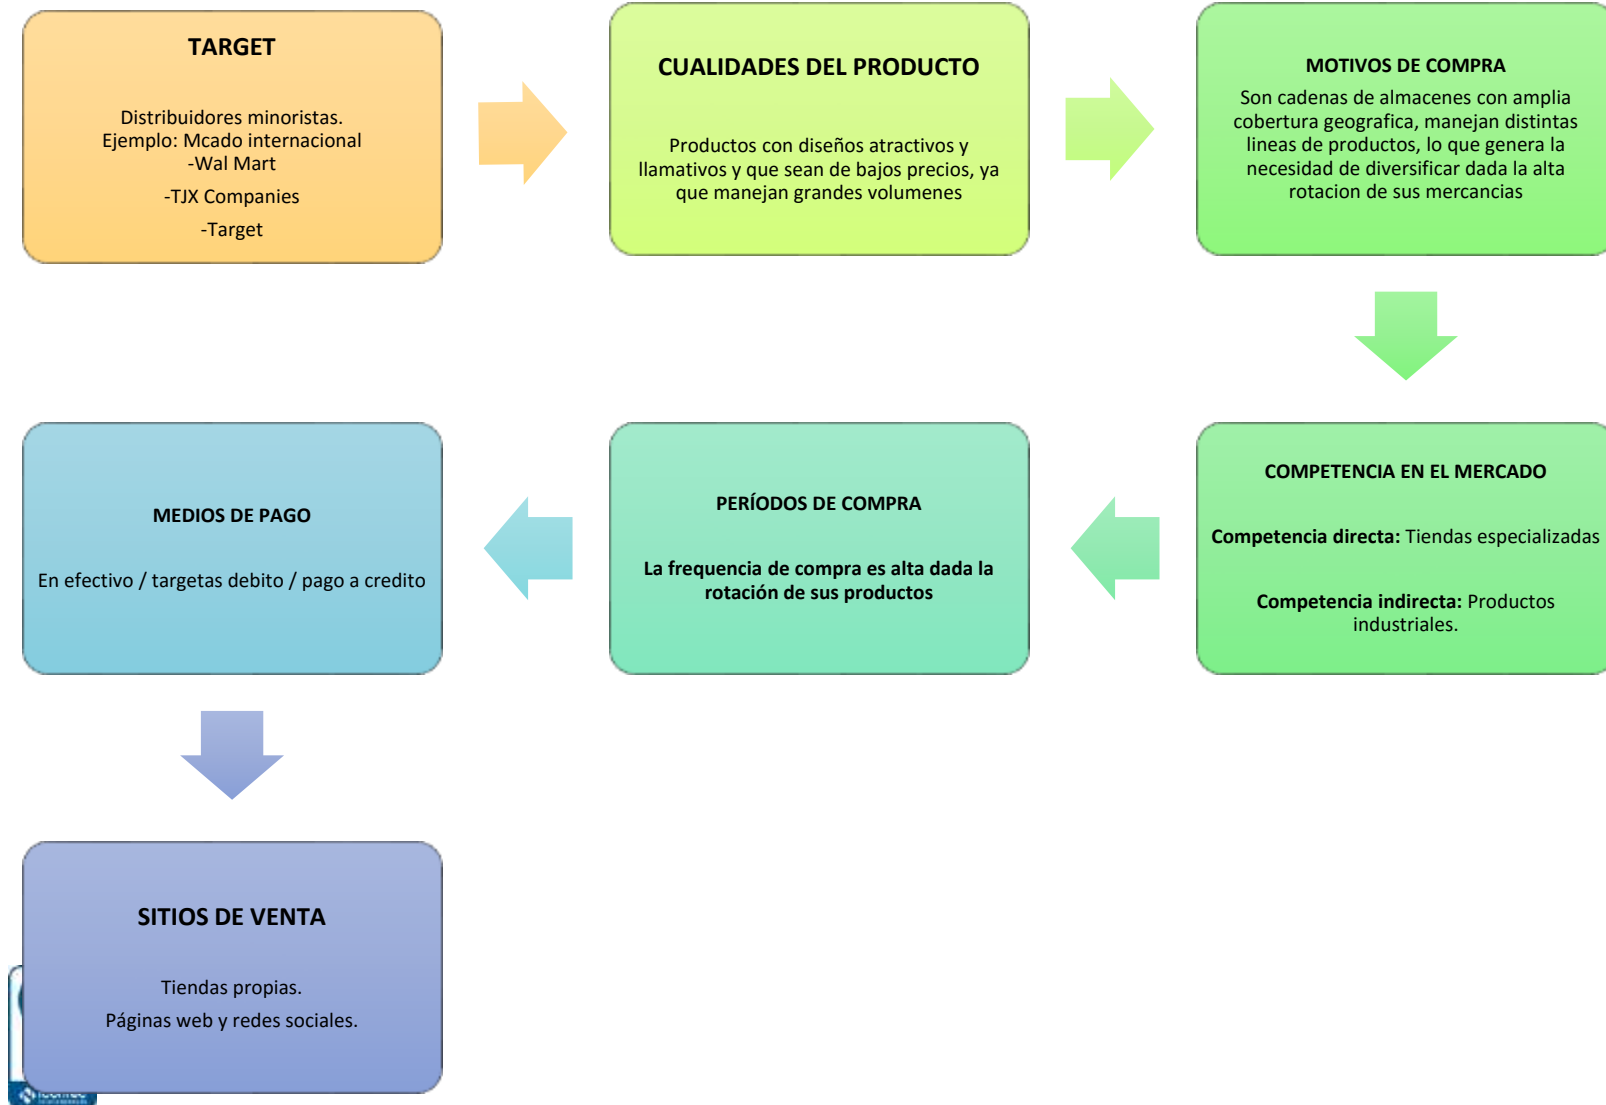 TARGET
Distribuidores minoristas.
Ejemplo: Mcado internacional
-Wal Mart
-TJX Companies
-Target
CUALIDADES DEL PRODUCTO
Productos con diseños atractivos y
llamativos y que sean de bajos precios, ya
que manejan grandes volumenes
MOTIVOS DE COMPRA
Son cadenas de almacenes con amplia
cobertura geografica, manejan distintas
lineas de productos, lo que genera la
necesidad de diversificar dada la alta
rotacion de sus mercancias
COMPETENCIA EN EL MERCADO
Competencia directa: Tiendas especializadas
Competencia indirecta: Productos
industriales.
PERÍODOS DE COMPRA
La frequencia de compra es alta dada la
rotación de sus productos
MEDIOS DE PAGO
En efectivo / targetas debito / pago a credito
SITIOS DE VENTA
Tiendas propias.
Páginas web y redes sociales.